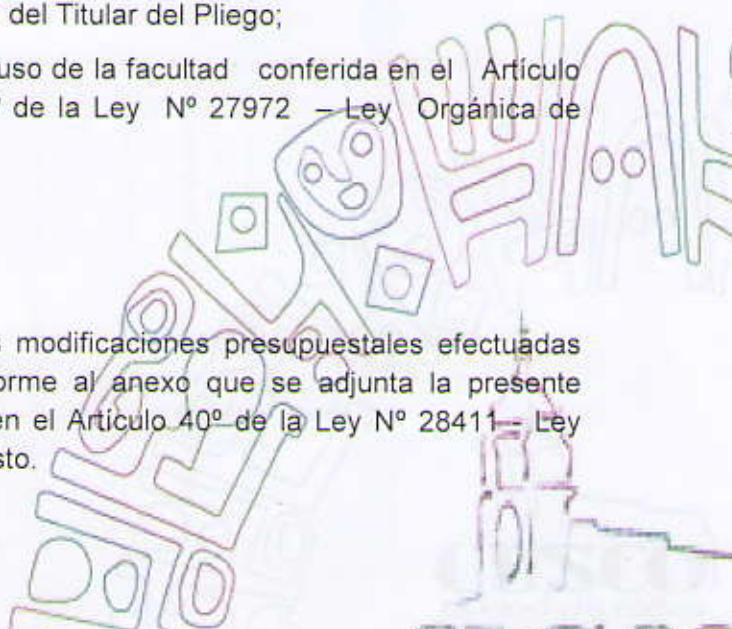 del Titular del Pliego;
uso de la facultad conferida en el Artículo
de la Ley Nº 27972 – Ley Orgánica de
modificaciones presupuestales efectuadas
orme al anexo que se adjunta la presente
en el Artículo 40º de la Ley Nº 28411– Ley
sto.
CUSCO